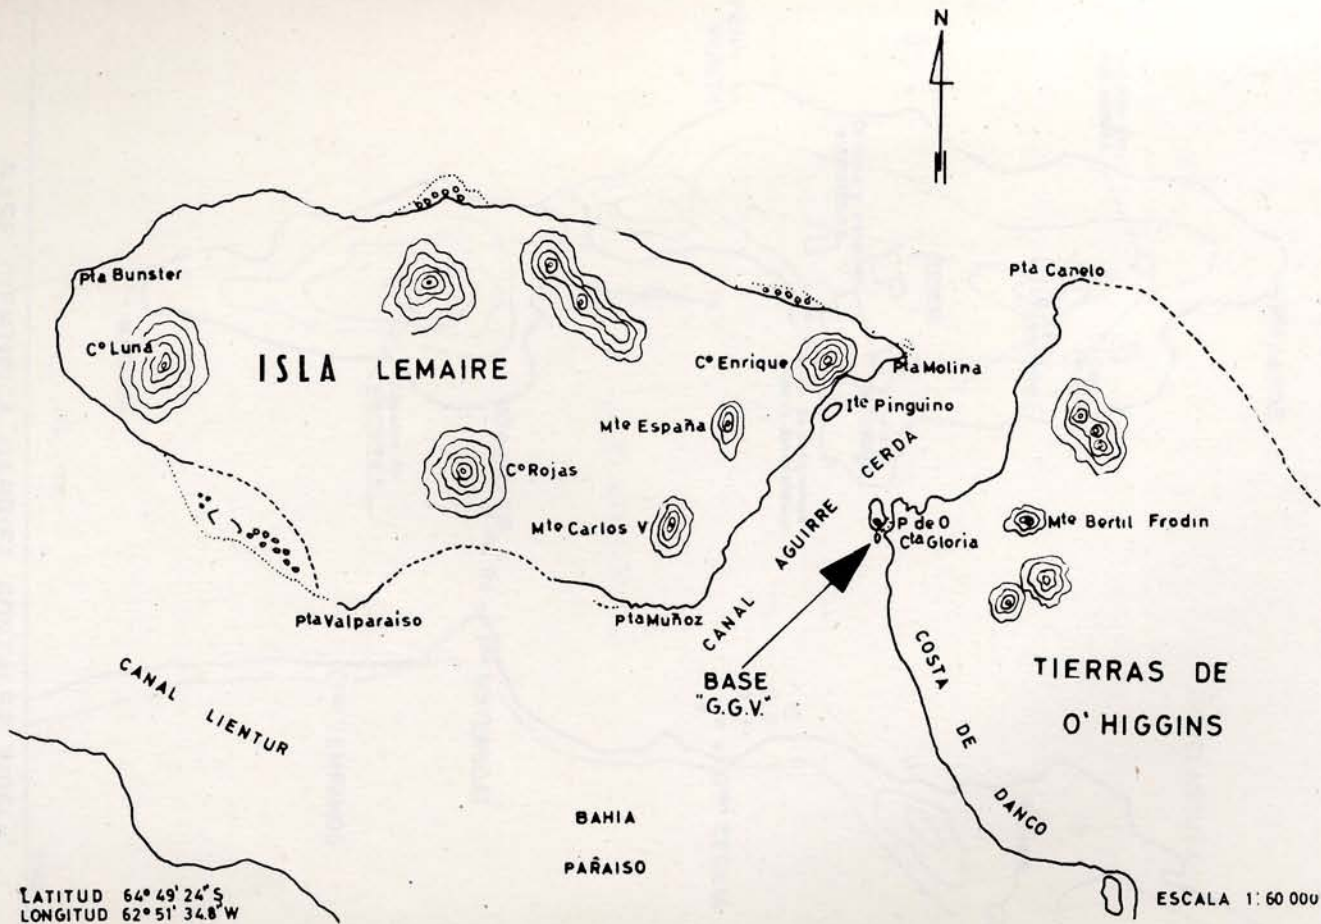 N
Pta Canelo
Pta Bunster
Cº Luna
ISLA LEMAIRE
Cº Enrique
Pta Molina
Ite Pinguino
Mte España
CERDA
Cº Rojas
AGUIRRE
Mte Carlos V
P de O
Cta Gloria
Mte Bertil Frodin
Pta Valparaiso
Pta Muñoz
CANAL
BASE
"G.G.V."
COSTA
DE
DANCO
TIERRAS DE
O'HIGGINS
CANAL LIENTUR
BAHIA
PARAISO
LATITUD 64° 49' 24" S
LONGITUD 62° 51' 34.8" W
ESCALA 1:60 000